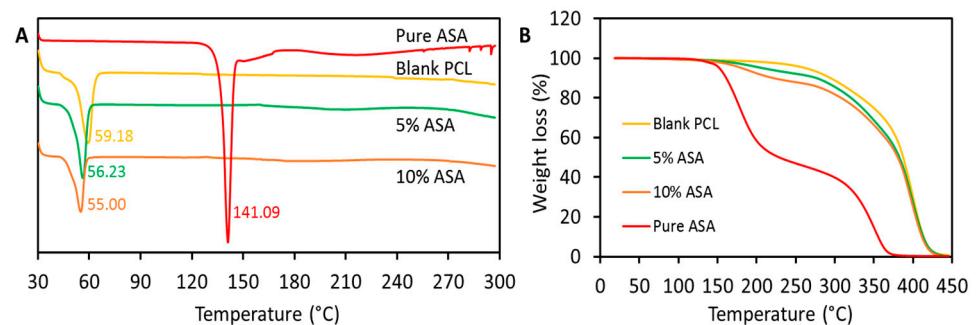 A
Pure ASA
Blank PCL
59.18
5% ASA
56.23
10% ASA
55.00
141.09
30 60 90 120 150 180 210 240 270 300
Temperature (°C)
B
Weight loss (%)
120
100
80
60
40
20
0
Blank PCL
5% ASA
10% ASA
Pure ASA
0 50 100 150 200 250 300 350 400 450
Temperature (°C)